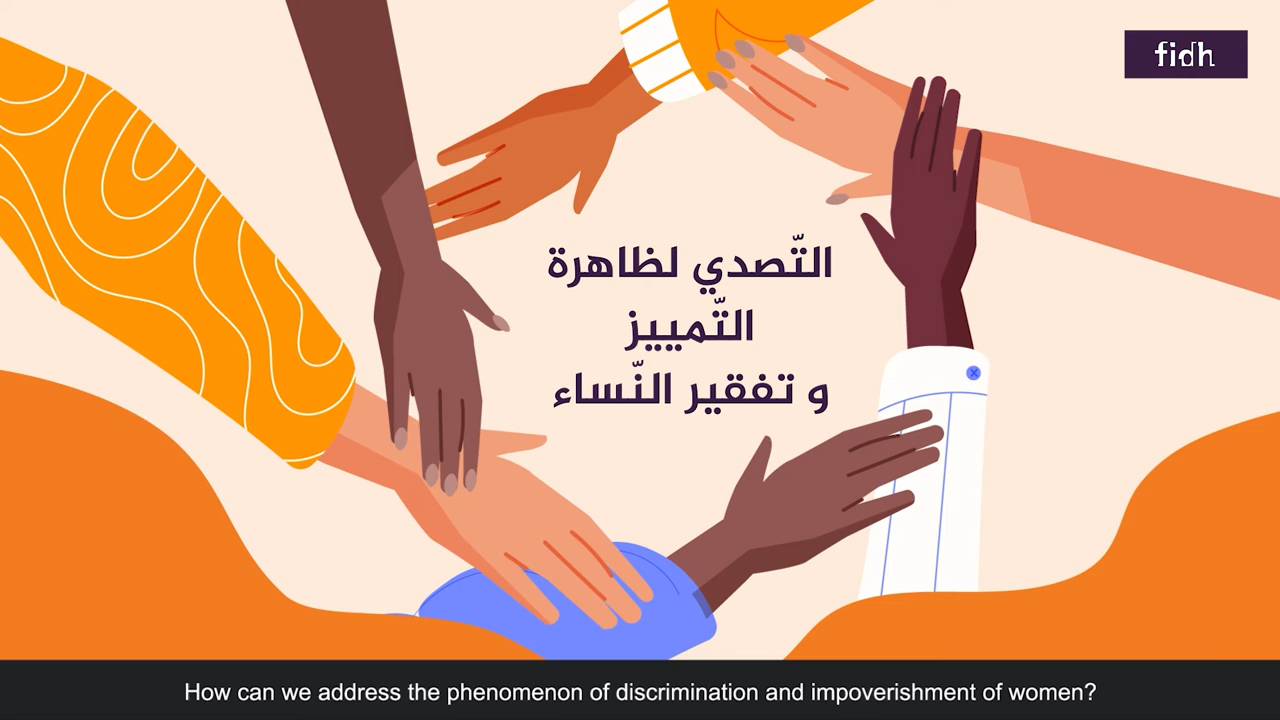 fidh
التّصدي لظاهرة
التّمييز
و تفقير النّساء
How can we address the phenomenon of discrimination and impoverishment of women?